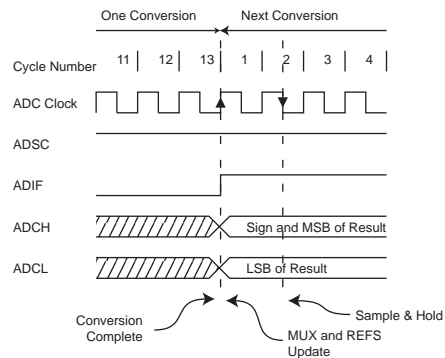 One Conversion Next Conversion
Cycle Number 11 12 13 1 2 3 4
ADC Clock
ADSC
ADIF
ADCH Sign and MSB of Result
ADCL LSB of Result
Conversion
Complete
MUX and REFS
Update
Sample & Hold